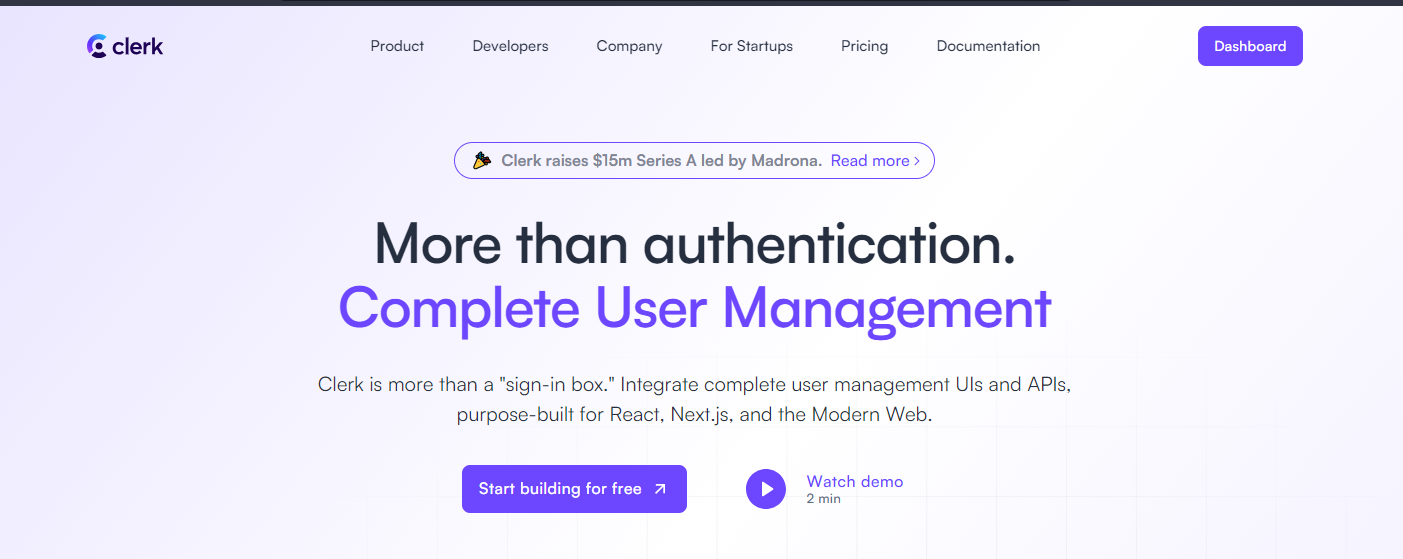 clerk
Product
Developers
Company
For Startups
Pricing
Documentation
Dashboard
Clerk raises $15m Series A led by Madrona. Read more ›
More than authentication.
Complete User Management
Clerk is more than a "sign-in box." Integrate complete user management UIs and APIs,
purpose-built for React, Next.js, and the Modern Web.
Start building for free
Watch demo
2 min